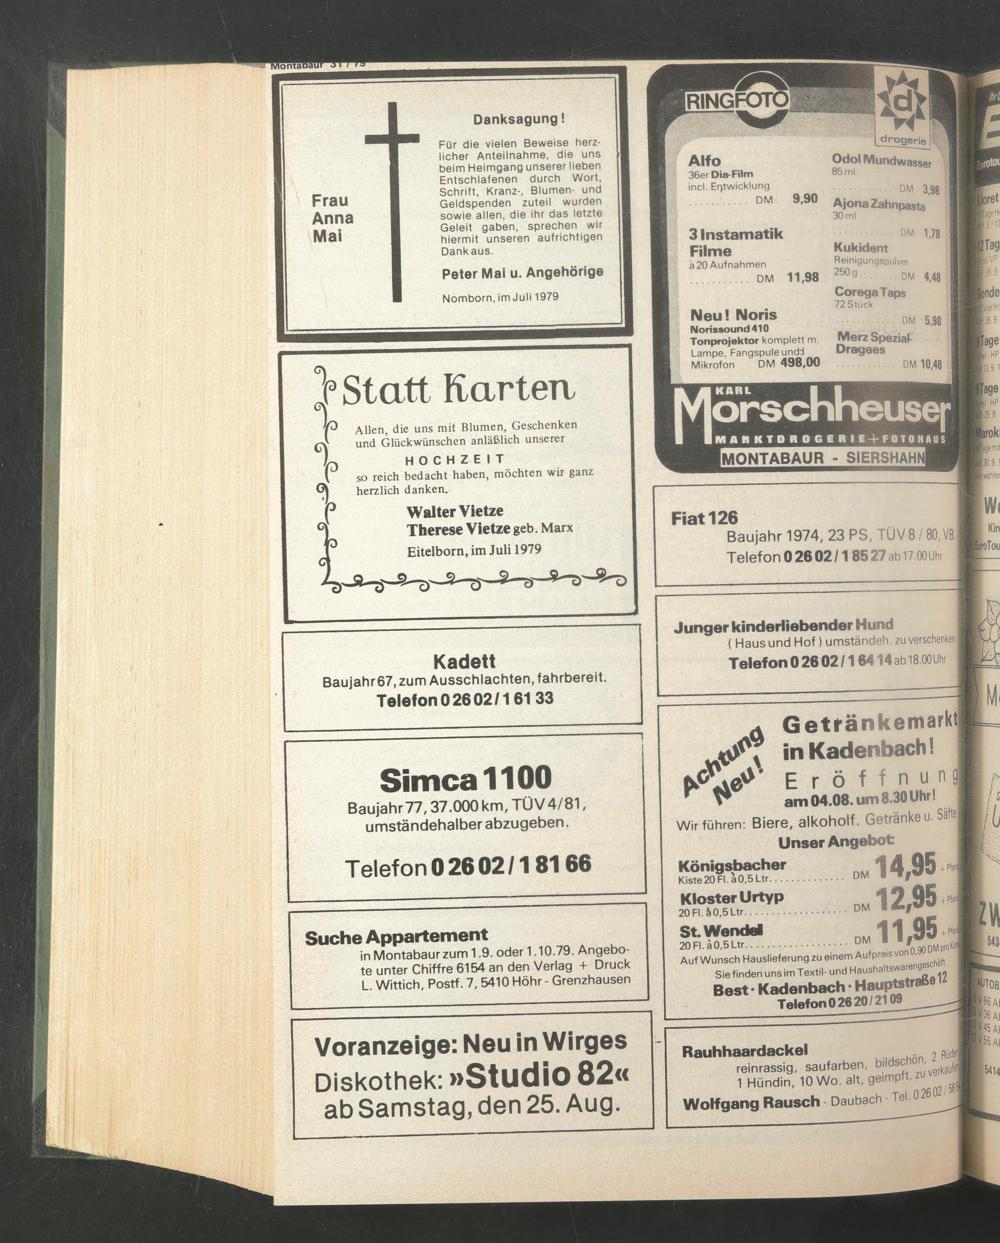 Montabaur 31/79
Danksagung!
Frau
Anna
Mai
Für die vielen Beweise herz-
licher Anteilnahme, die uns
beim Heimgang unserer lieben
Entschlafenen durch Wort,
Schrift, Kranz-, Blumen- und
Geldspenden zuteil wurden
sowie allen, die ihr das letzte
Geleit gaben, sprechen wir
hiermit unseren aufrichtigen
Dank aus.
Peter Mai u. Angehörige
Nomborn, im Juli 1979
Statt Karten
Allen, die uns mit Blumen, Geschenken
und Glückwünschen anläßlich unserer
HOCHZEIT
so reich bedacht haben, möchten wir ganz
herzlich danken.
Walter Vietze
Therese Vietze geb. Marx
Eitelborn, im Juli 1979
Kadett
Baujahr 67, zum Ausschlachten, fahrbereit.
Telefon 0 26 02 / 1 61 33
Simca 1100
Baujahr 77, 37.000 km, TÜV 4/81,
umständehalber abzugeben.
Telefon 0 26 02 / 1 81 66
Suche Appartement
in Montabaur zum 1.9. oder 1.10.79. Angebo-
te unter Chiffre 6154 an den Verlag + Druck
L. Wittich, Postf. 7, 5410 Höhr - Grenzhausen
Voranzeige: Neu in Wirges
Diskothek: »Studio 82«
ab Samstag, den 25. Aug.
RINGFOTO
d
drogerie
Alfo
36er Dia-Film
incl. Entwicklung
.......... DM 9,90
3 Instamatik
Filme
à 20 Aufnahmen
............ DM 11,98
Neu! Noris
Norissound 410
Tonprojektor komplett m.
Lampe, Fangspule undd
Mikrofon DM 498,00
Odol Mundwasser
85 ml
............ DM 3,98
Ajona Zahnpasta
30 ml
............ DM 1,78
Kukident
Reinigungspulver
250 g ....... DM 4,48
Corega Taps
72 Stück
............ DM 5,98
Merz Spezial-
Dragees
............ DM 10,48
KARL
Morschheuser
MARKTDROGERIE + FOTOHAUS
MONTABAUR - SIERSHAHN
Fiat 126
Baujahr 1974, 23 PS, TÜV 8 / 80, VB.
Telefon 0 26 02 / 1 85 27 ab 17.00 Uhr
Junger kinderliebender Hund
( Haus und Hof ) umständeh. zu verschenken.
Telefon 0 26 02 / 1 64 14 ab 18.00 Uhr
Achtung
Neu!
Getränkemarkt
in Kadenbach!
Eröffnung
am 04.08. um 8.30 Uhr!
Wir führen: Biere, alkoholf. Getränke u. Säfte
Unser Angebot:
Königsbacher
Kiste 20 Fl. à 0,5 Ltr. ............. DM 14,95 + Pfand
Kloster Urtyp
20 Fl. à 0,5 Ltr. .................. DM 12,95 + Pfand
St. Wendel
20 Fl. à 0,5 Ltr. .................. DM 11,95 + Pfand
Auf Wunsch Hauslieferung zu einem Aufpreis von 0,90 DM pro
Sie finden uns im Textil- und Haushaltswarengeschäft
Best · Kadenbach · Hauptstraße 12
Telefon 0 26 20 / 21 09
Rauhhaardackel
reinrassig, saufarben, bildschön, 2 Rüden
1 Hündin, 10 Wo. alt, geimpft, zu verkaufen
Wolfgang Rausch · Daubach · Tel. 0 26 02 /